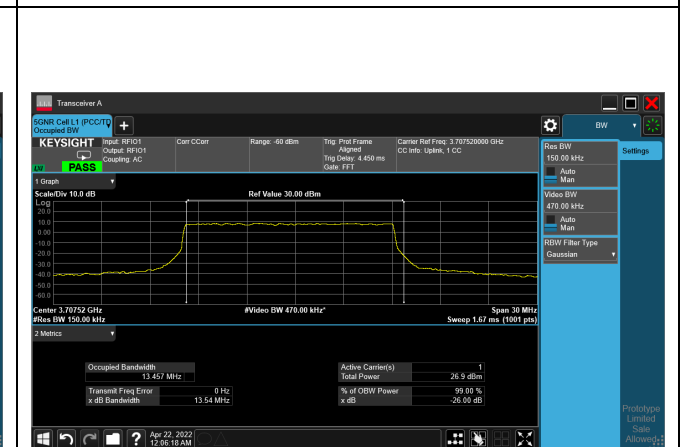 Transceiver A
5GNR Cell L1 (PCC/TD
Occupied BW
+
BW
KEYSIGHT
Input: RFIO1
Output: RFIO1
Coupling: AC
Corr CCorr
Range: -60 dBm
Trig: Prot Frame
Aligned
Trig Delay: 4.450 ms
Gate: FFT
Carrier Ref Freq: 3.707520000 GHz
CC Info: Uplink, 1 CC
PASS
Res BW
150.00 kHz
Auto
Man
Video BW
470.00 kHz
Auto
Man
RBW Filter Type
Gaussian
Settings
1 Graph
Scale/Div 10.0 dB
Ref Value 30.00 dBm
Log
20.0
10.0
0.00
-10.0
-20.0
-30.0
-40.0
-50.0
-60.0
Center 3.70752 GHz
#Video BW 470.00 kHz*
Span 30 MHz
#Res BW 150.00 kHz
Sweep 1.67 ms (1001 pts)
2 Metrics
Occupied Bandwidth
13.457 MHz
Transmit Freq Error 0 Hz
x dB Bandwidth 13.54 MHz
Active Carrier(s) 1
Total Power 26.9 dBm
% of OBW Power 99.00 %
x dB -26.00 dB
Prototype
Limited
Sale
Allowed
?
Apr 22, 2022
12:06:18 AM